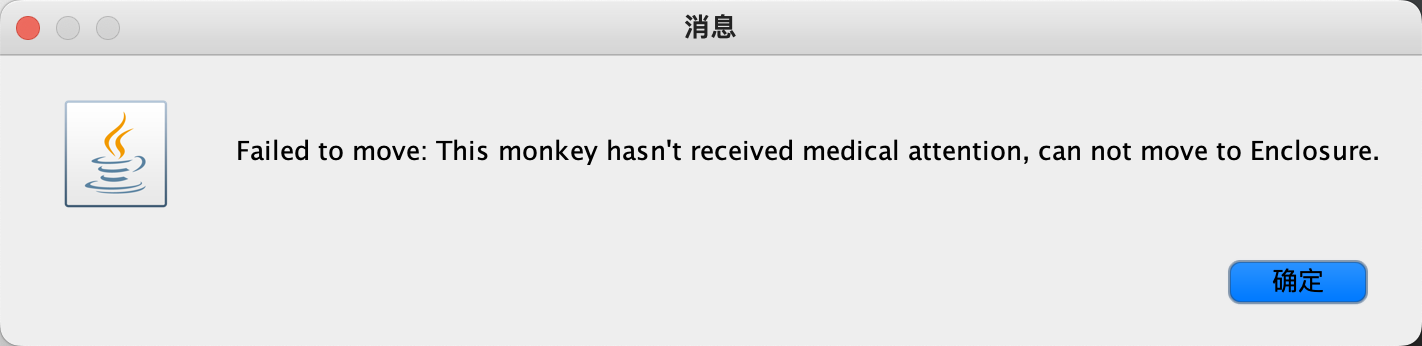 消息
Failed to move: This monkey hasn't received medical attention, can not move to Enclosure.
确定